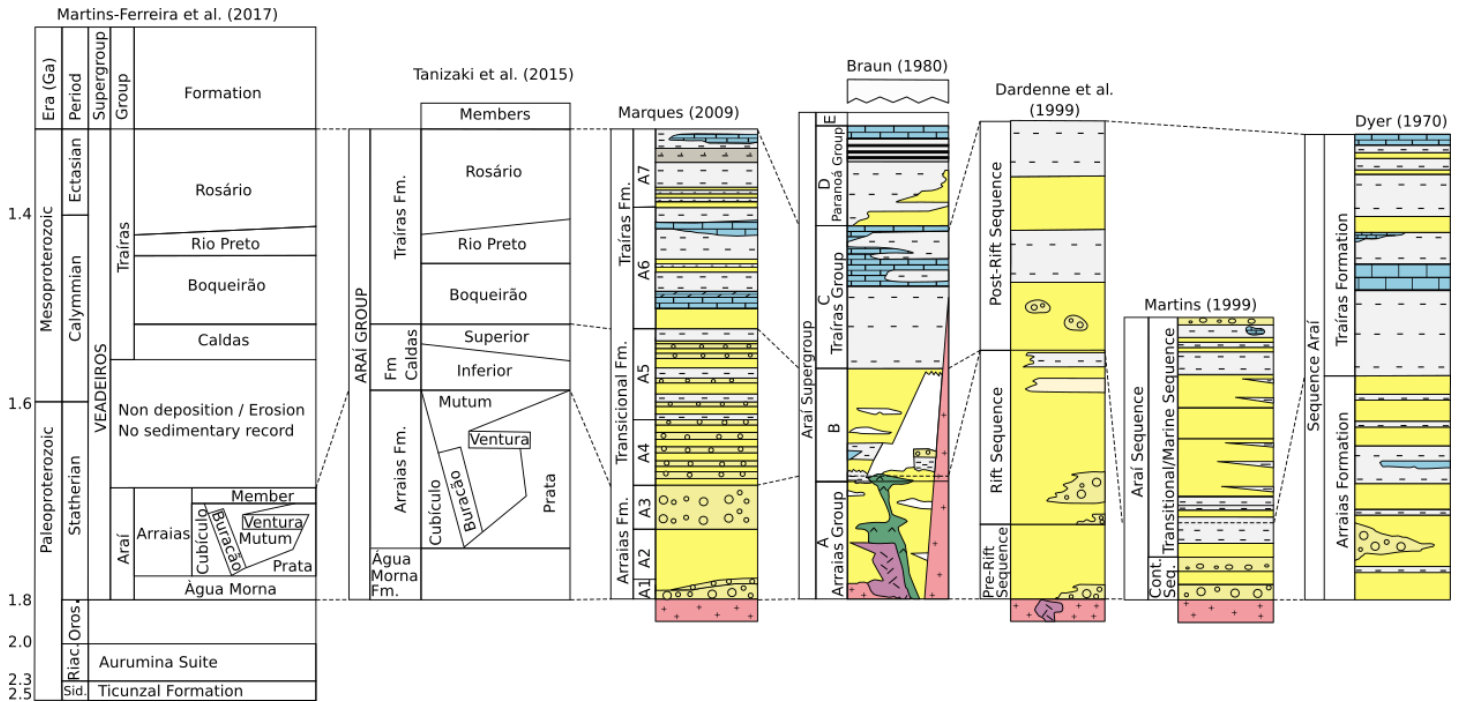 Martins-Ferreira et al. (2017)
Era (Ga)
Period
Supergroup
Group
Formation
Mesoproterozoic
Paleoproterozoic
Ectasian
Calymmian
Statherian
Oros.
Riac.
Sid.
1.4
1.6
1.8
2.0
2.3
2.5
VEADEIROS
Traíras
Araí
Rosário
Rio Preto
Boqueirão
Caldas
Non deposition / Erosion
No sedimentary record
Arraias
Member
Cubículo
Buracão
Ventura
Mutum
Prata
Àgua Morna
Aurumina Suite
Ticunzal Formation
Tanizaki et al. (2015)
Members
ARAÍ GROUP
Traíras Fm.
Fm
Caldas
Arraias Fm.
Água
Morna
Fm.
Rosário
Rio Preto
Boqueirão
Superior
Inferior
Mutum
Ventura
Cubículo
Buracão
Prata
Marques (2009)
Traíras Fm.
Transicional Fm.
Arraias Fm.
A7
A6
A5
A4
A3
A2
A1
Braun (1980)
Araí Supergroup
E
D
Paranoá Group
C
Traíras Group
B
A
Arraias Group
Dardenne et al.
(1999)
Post-Rift Sequence
Rift Sequence
Pre-Rift
Sequence
Martins (1999)
Araí Sequence
Transitional/Marine Sequence
Cont.
Seq.
Dyer (1970)
Sequence Araí
Traíras Formation
Arraias Formation